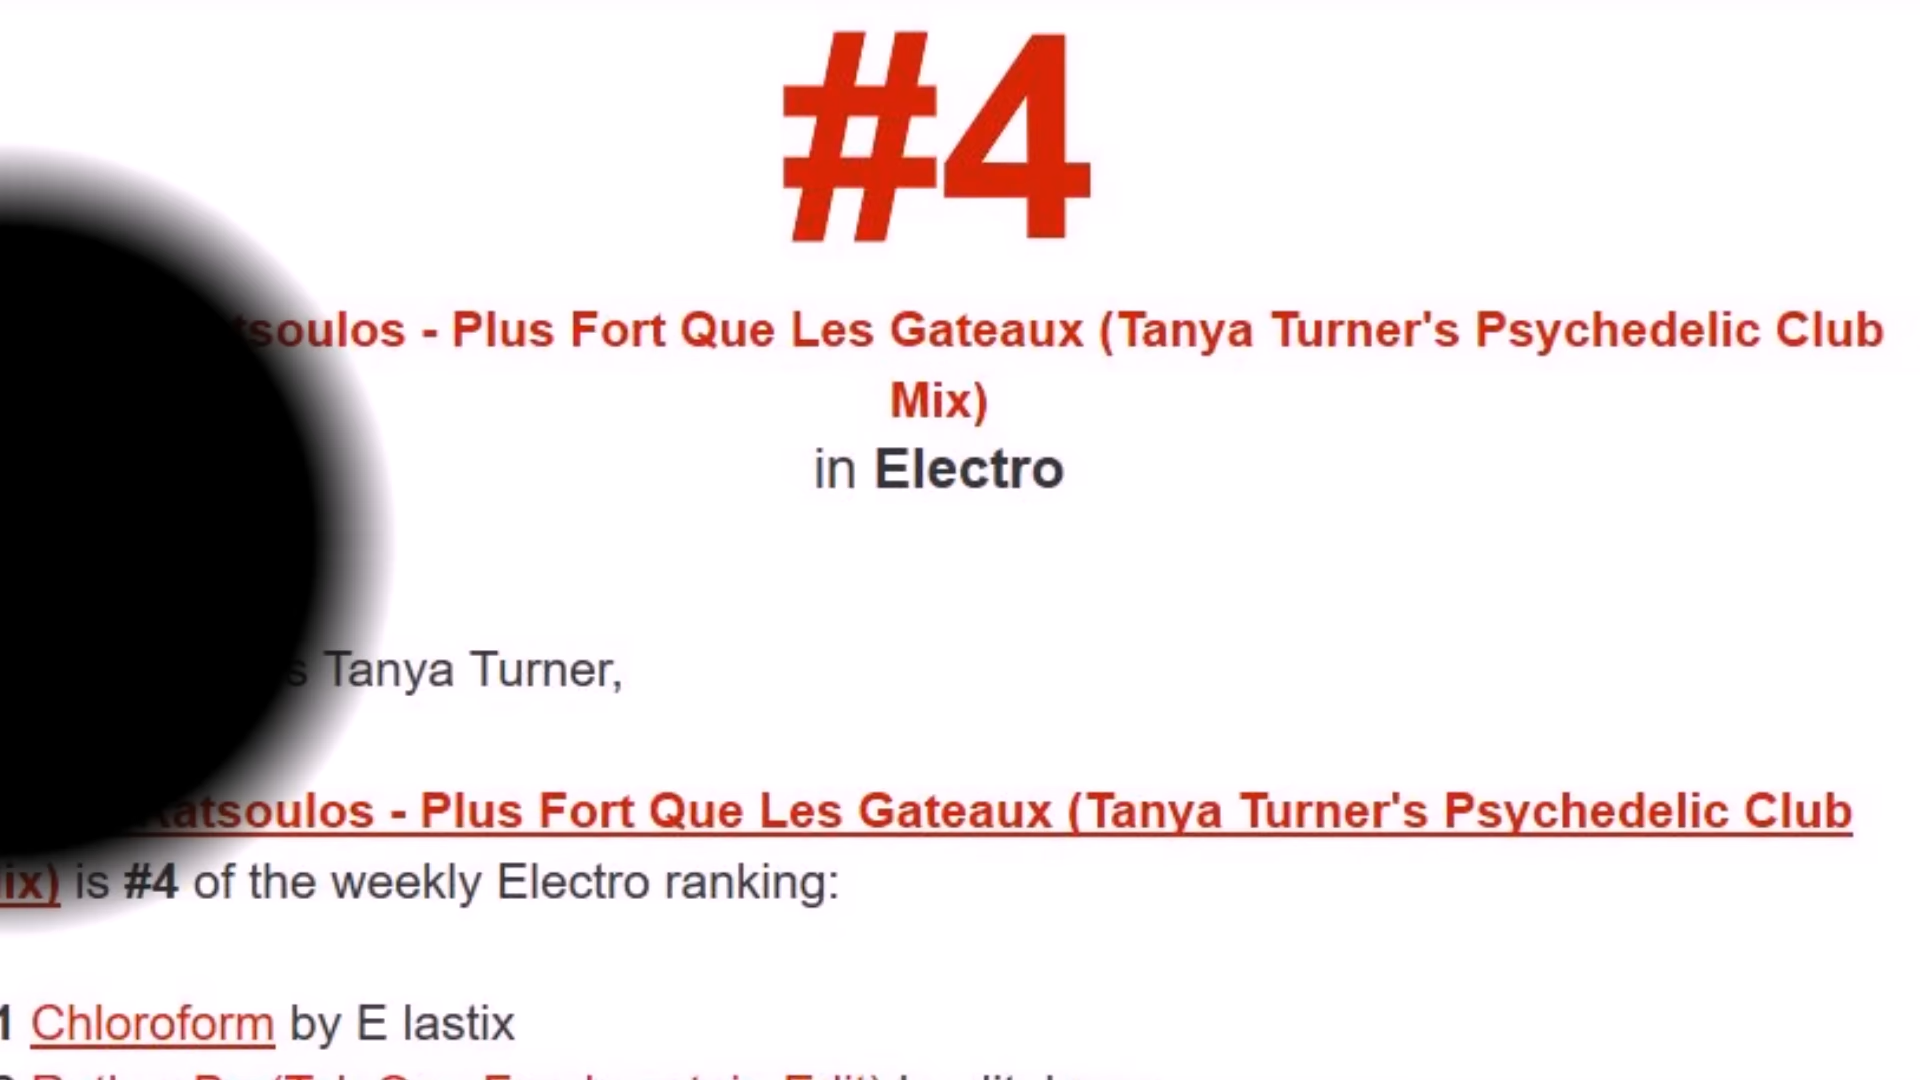 #4
tsoulos - Plus Fort Que Les Gateaux (Tanya Turner's Psychedelic Club
Mix)
in Electro
s Tanya Turner,
atsoulos - Plus Fort Que Les Gateaux (Tanya Turner's Psychedelic Club
ix) is #4 of the weekly Electro ranking:
1 Chloroform by E lastix